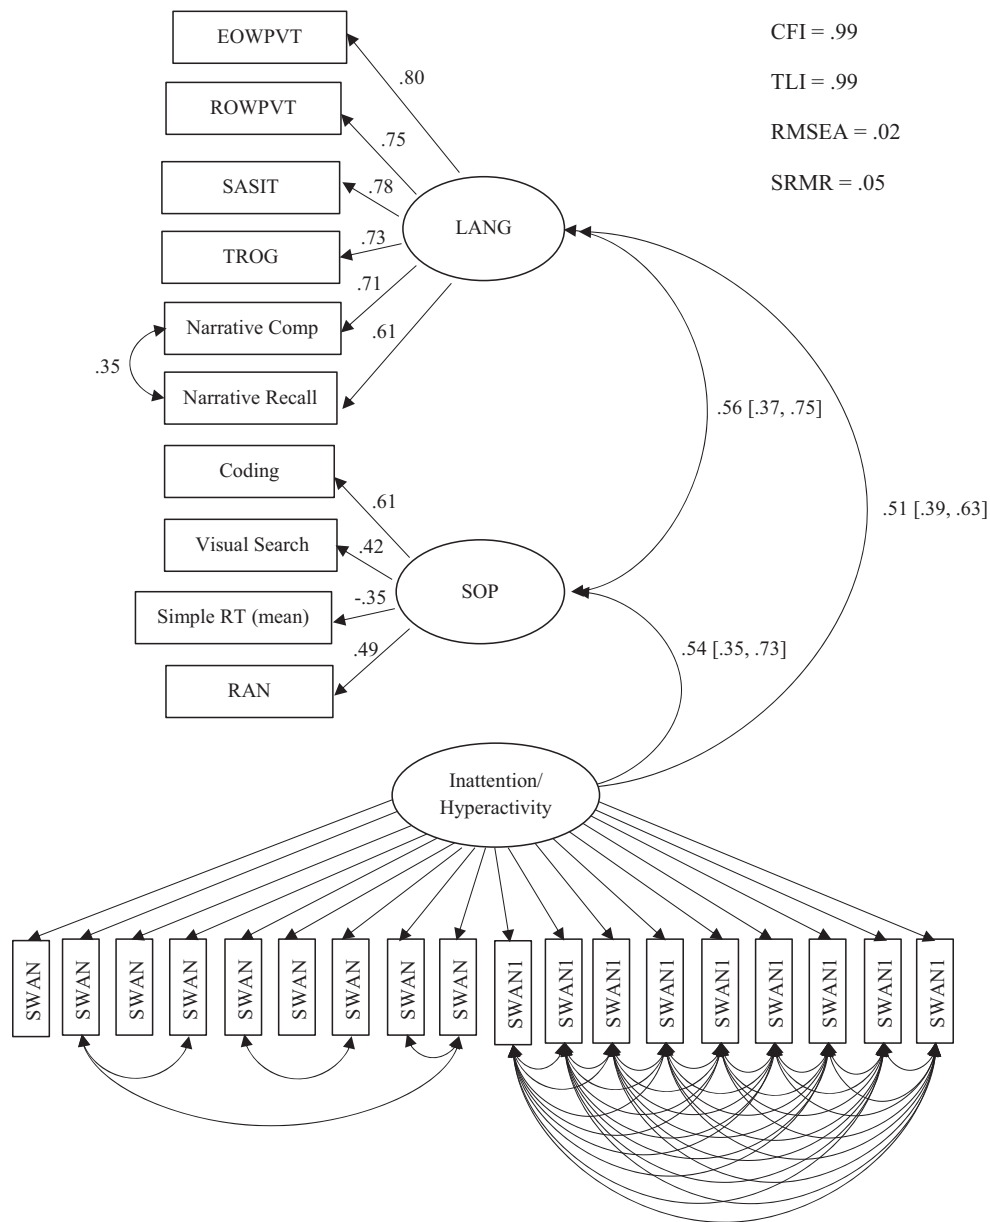 EOWPVT
CFI = .99
.80
TLI = .99
ROWPVT
.75
RMSEA = .02
SASIT
.78
SRMR = .05
LANG
TROG
.73
.71
Narrative Comp
.61
.35
Narrative Recall
.56 [.37, .75]
Coding
.61
.51 [.39, .63]
Visual Search
.42
SOP
Simple RT (mean)
-.35
.49
.54 [.35, .73]
RAN
Inattention/
Hyperactivity
SWAN
SWAN
SWAN
SWAN
SWAN
SWAN
SWAN
SWAN
SWAN
SWAN1
SWAN1
SWAN1
SWAN1
SWAN1
SWAN1
SWAN1
SWAN1
SWAN1